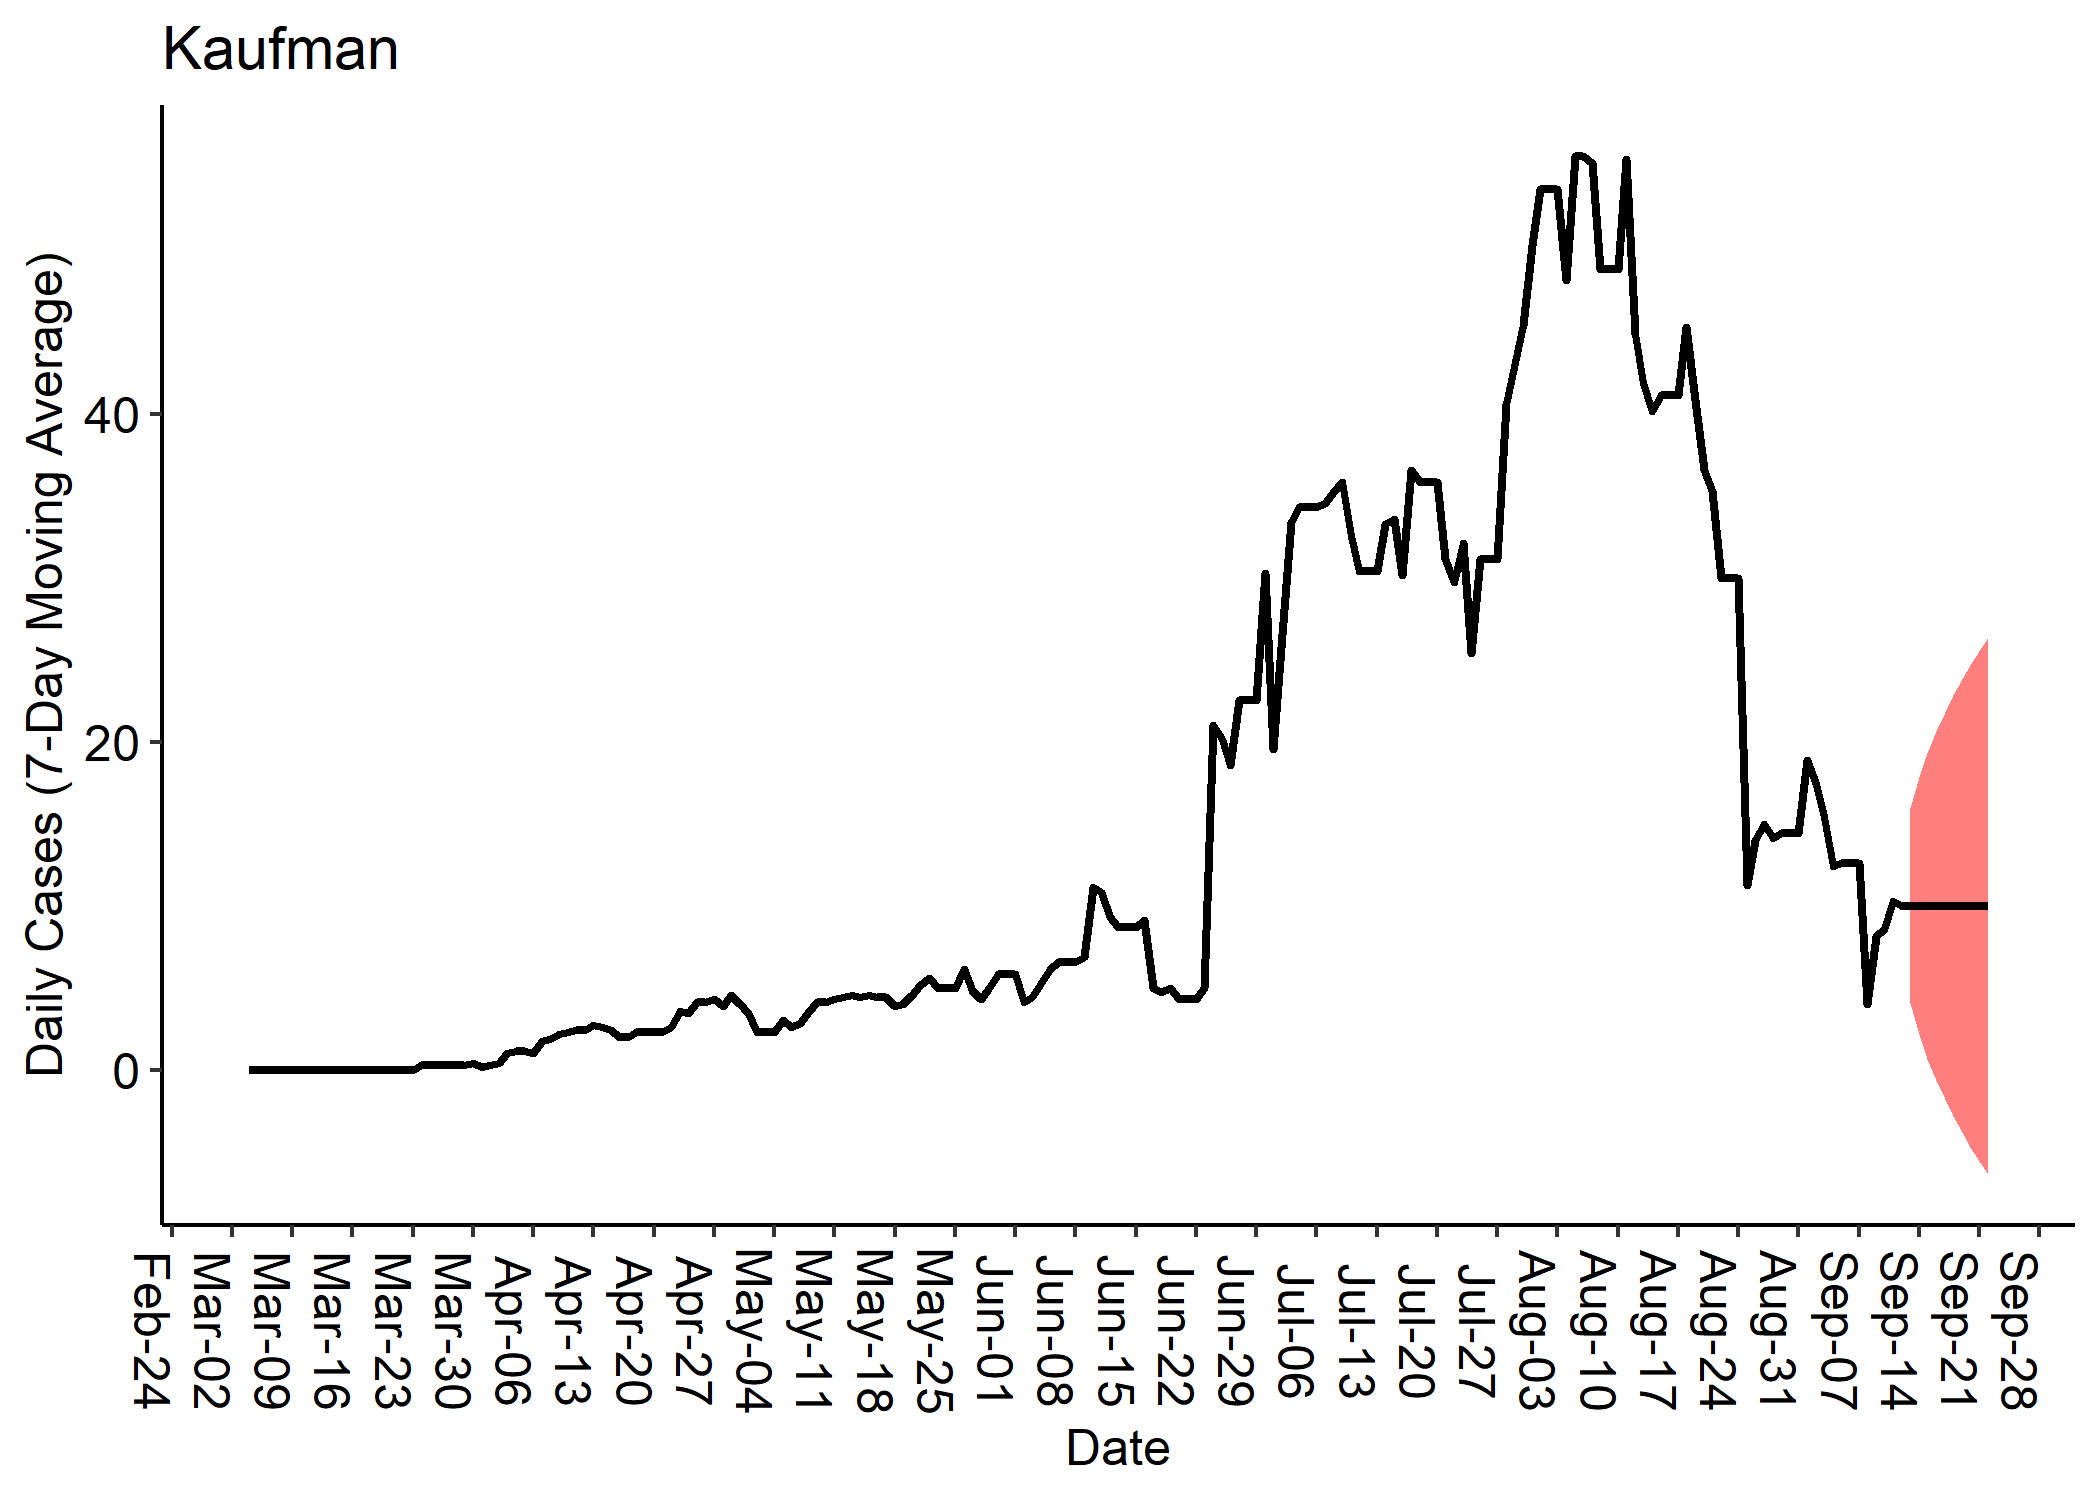 Kaufman
Daily Cases (7-Day Moving Average)
40
20
0
Feb-24
Mar-02
Mar-09
Mar-16
Mar-23
Mar-30
Apr-06
Apr-13
Apr-20
Apr-27
May-04
May-11
May-18
May-25
Jun-01
Jun-08
Jun-15
Jun-22
Jun-29
Jul-06
Jul-13
Jul-20
Jul-27
Aug-03
Aug-10
Aug-17
Aug-24
Aug-31
Sep-07
Sep-14
Sep-21
Sep-28
Date